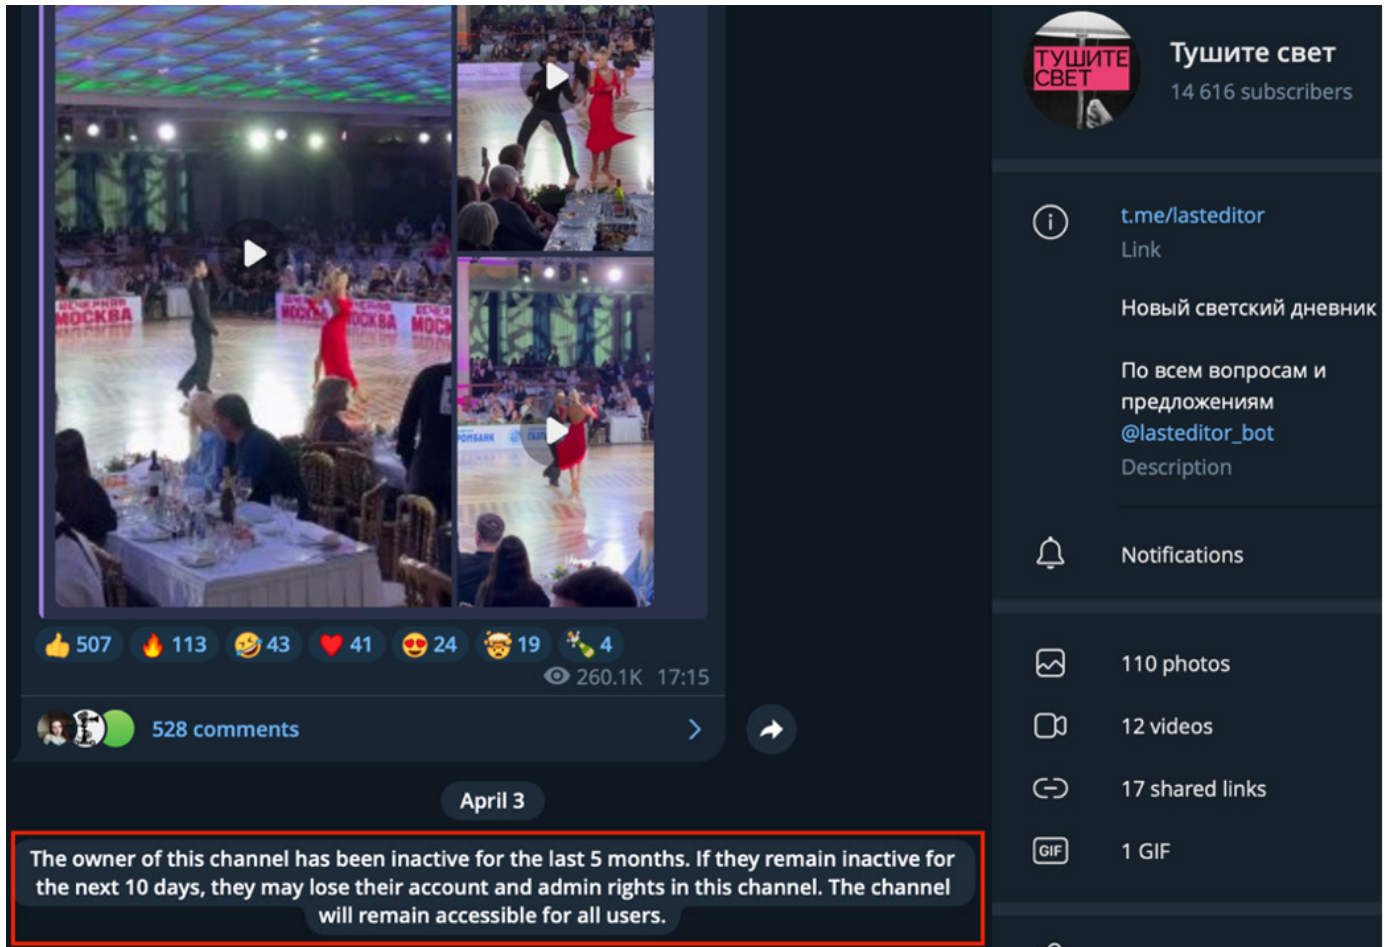 ВЕЧЕРНЯЯ
МОСКВА
МОСКВА
МОСКВА
507
113
43
41
24
19
4
260.1K 17:15
528 comments
April 3
The owner of this channel has been inactive for the last 5 months. If they remain inactive for
the next 10 days, they may lose their account and admin rights in this channel. The channel
will remain accessible for all users.
ТУШИТЕ
СВЕТ
Тушите свет
14 616 subscribers
t.me/lasteditor
Link
Новый светский дневник
По всем вопросам и
предложениям
@lasteditor_bot
Description
Notifications
110 photos
12 videos
17 shared links
GIF
1 GIF